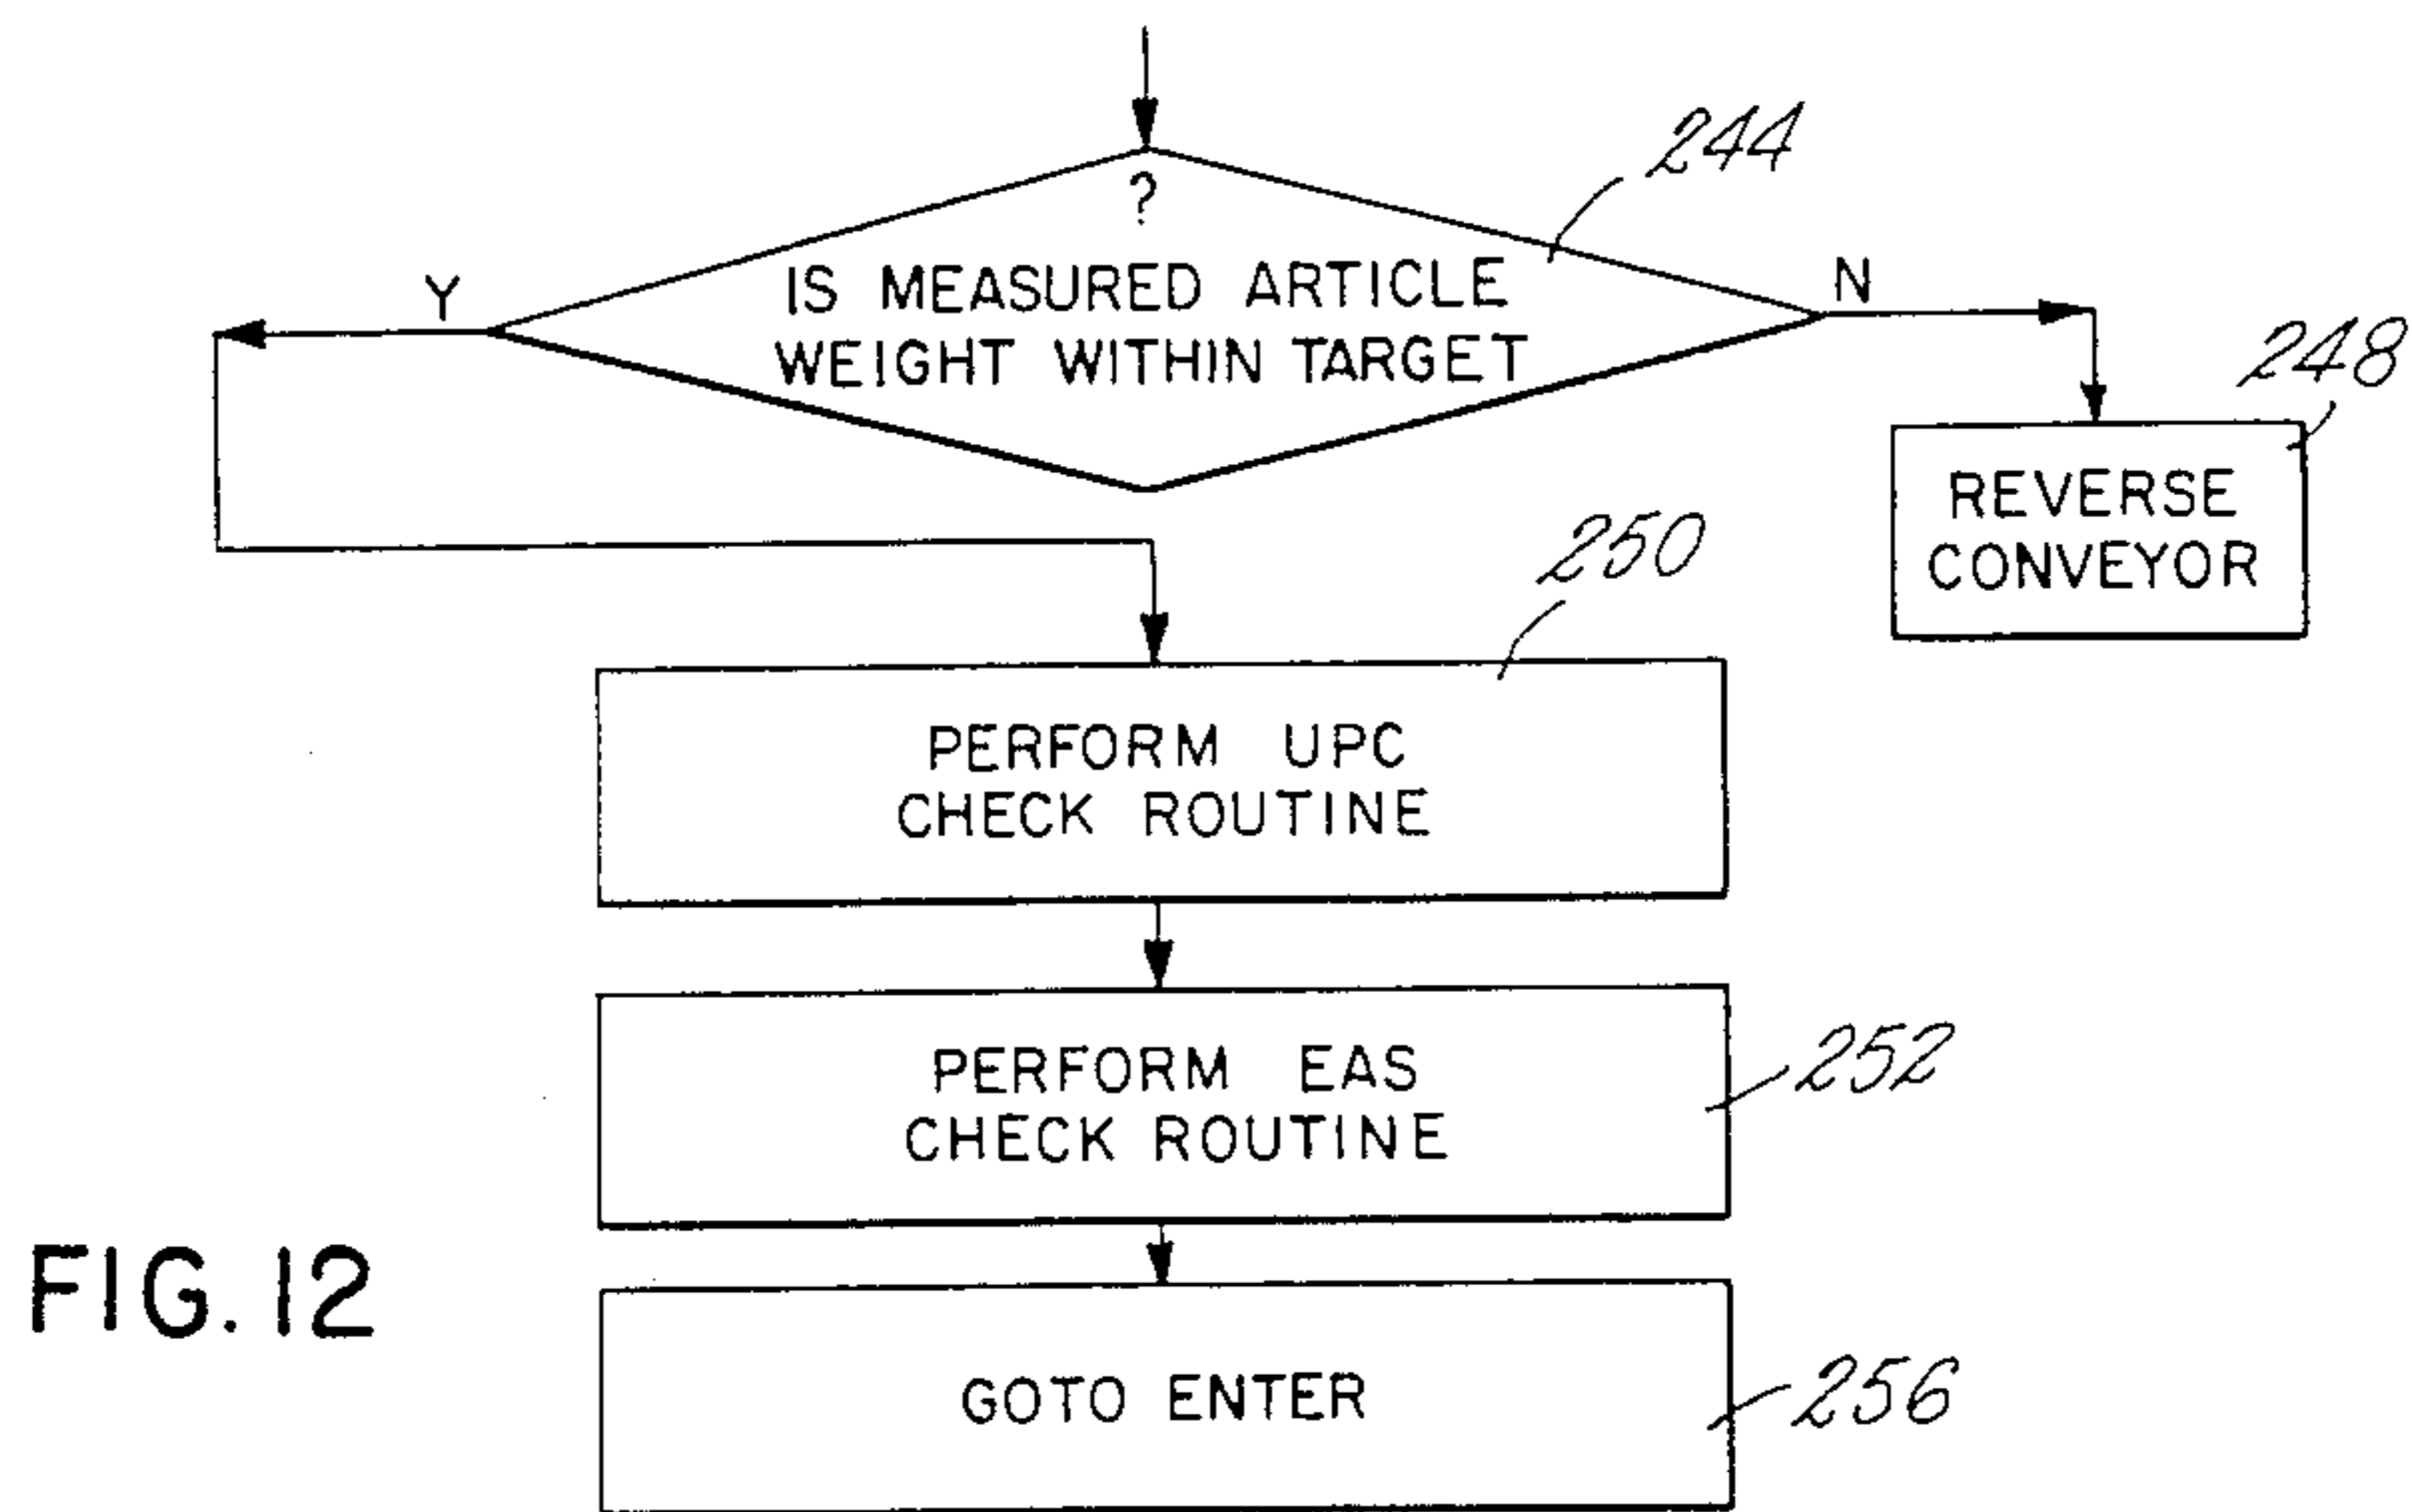 ?
244
IS MEASURED ARTICLE
WEIGHT WITHIN TARGET
Y
N
248
REVERSE
CONVEYOR
250
PERFORM UPC
CHECK ROUTINE
PERFORM EAS
CHECK ROUTINE
252
GOTO ENTER
256
FIG.12